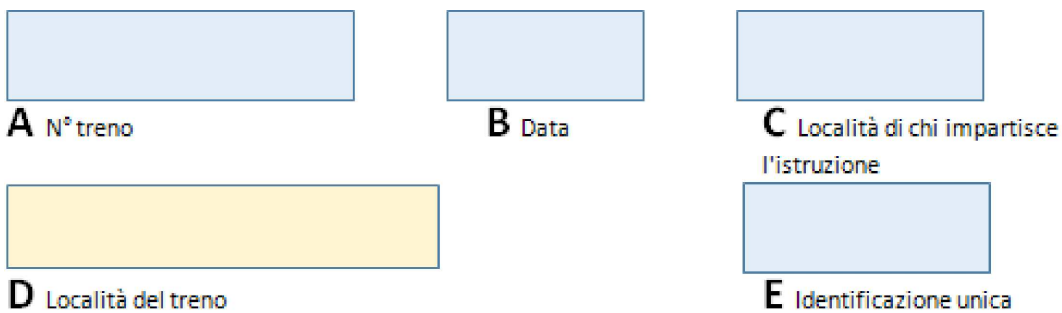 A N° treno
B Data
C Località di chi impartisce
l'istruzione
D Località del treno
E Identificazione unica